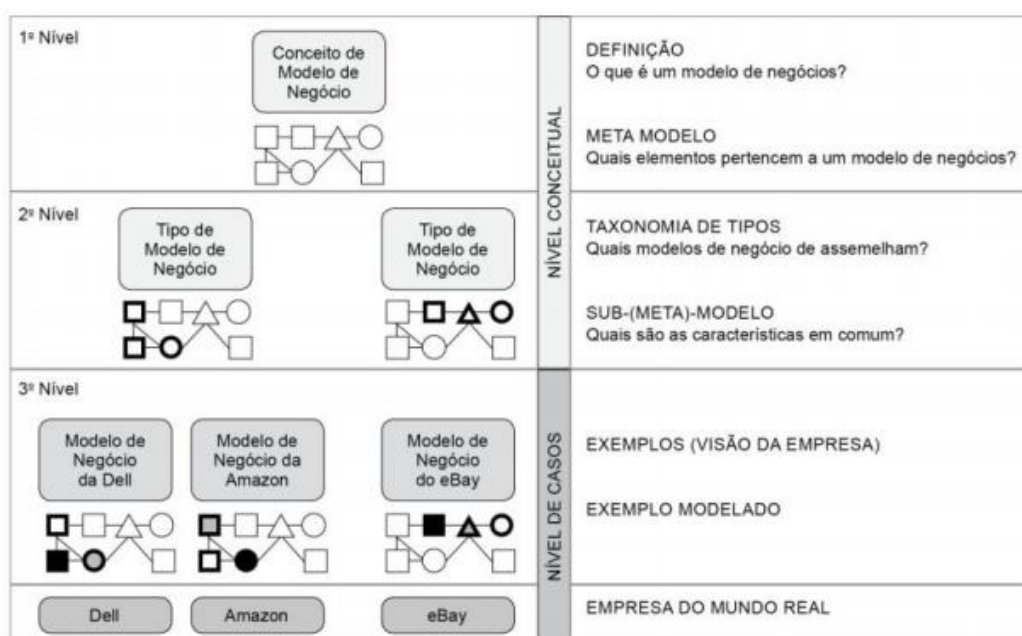 1º Nível
Conceito de
Modelo de
Negócio
DEFINIÇÃO
O que é um modelo de negócios?
META MODELO
Quais elementos pertencem a um modelo de negócios?
NÍVEL CONCEITUAL
2º Nível
Tipo de
Modelo de
Negócio
Tipo de
Modelo de
Negócio
TAXONOMIA DE TIPOS
Quais modelos de negócio de assemelham?
SUB-(META)-MODELO
Quais são as características em comum?
3º Nível
Modelo de
Negócio
da Dell
Modelo de
Negócio da
Amazon
Modelo de
Negócio
do eBay
NÍVEL DE CASOS
EXEMPLOS (VISÃO DA EMPRESA)
EXEMPLO MODELADO
Dell
Amazon
eBay
EMPRESA DO MUNDO REAL